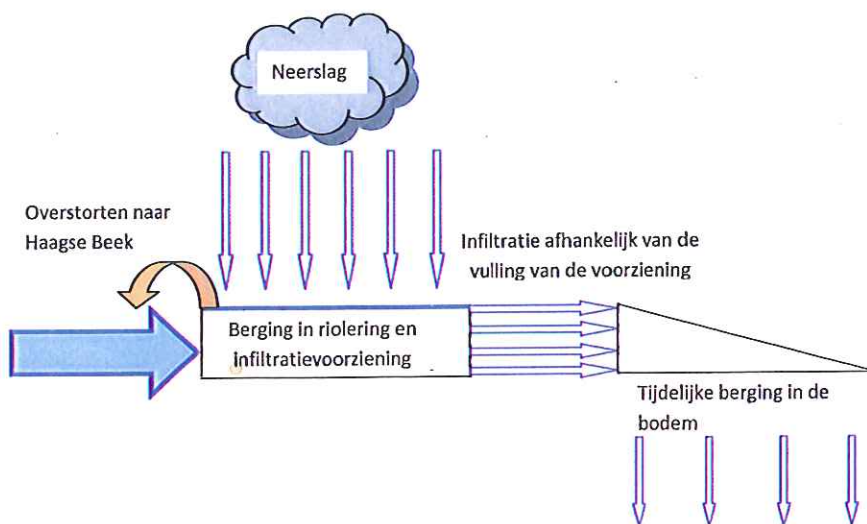 Neerslag
Overstorten naar
Haagse Beek
Infiltratie afhankelijk van de
vulling van de voorziening
Berging in riolering en
infiltratievoorziening
Tijdelijke berging in de
bodem